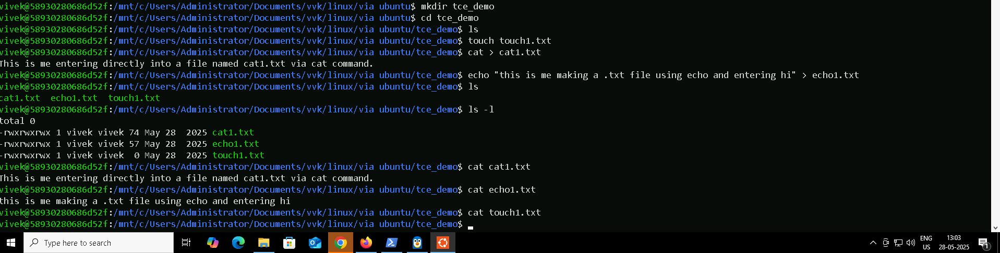 vivek@58930280686d52f:/mnt/c/Users/Administrator/Documents/vvk/linux/via ubuntu$ mkdir tce_demo
vivek@58930280686d52f:/mnt/c/Users/Administrator/Documents/vvk/linux/via ubuntu$ cd tce_demo
vivek@58930280686d52f:/mnt/c/Users/Administrator/Documents/vvk/linux/via ubuntu/tce_demo$ ls
vivek@58930280686d52f:/mnt/c/Users/Administrator/Documents/vvk/linux/via ubuntu/tce_demo$ touch touch1.txt
vivek@58930280686d52f:/mnt/c/Users/Administrator/Documents/vvk/linux/via ubuntu/tce_demo$ cat > cat1.txt
This is me entering directly into a file named cat1.txt via cat command.
vivek@58930280686d52f:/mnt/c/Users/Administrator/Documents/vvk/linux/via ubuntu/tce_demo$ echo "this is me making a .txt file using echo and entering hi" > echo1.txt
vivek@58930280686d52f:/mnt/c/Users/Administrator/Documents/vvk/linux/via ubuntu/tce_demo$ ls
cat1.txt  echo1.txt  touch1.txt
vivek@58930280686d52f:/mnt/c/Users/Administrator/Documents/vvk/linux/via ubuntu/tce_demo$ ls -l
total 0
-rwxrwxrwx 1 vivek vivek 74 May 28  2025 cat1.txt
-rwxrwxrwx 1 vivek vivek 57 May 28  2025 echo1.txt
-rwxrwxrwx 1 vivek vivek  0 May 28  2025 touch1.txt
vivek@58930280686d52f:/mnt/c/Users/Administrator/Documents/vvk/linux/via ubuntu/tce_demo$ cat cat1.txt
This is me entering directly into a file named cat1.txt via cat command.
vivek@58930280686d52f:/mnt/c/Users/Administrator/Documents/vvk/linux/via ubuntu/tce_demo$ cat echo1.txt
this is me making a .txt file using echo and entering hi
vivek@58930280686d52f:/mnt/c/Users/Administrator/Documents/vvk/linux/via ubuntu/tce_demo$ cat touch1.txt
vivek@58930280686d52f:/mnt/c/Users/Administrator/Documents/vvk/linux/via ubuntu/tce_demo$
Type here to search
ENG
US
13:03
28-05-2025
1